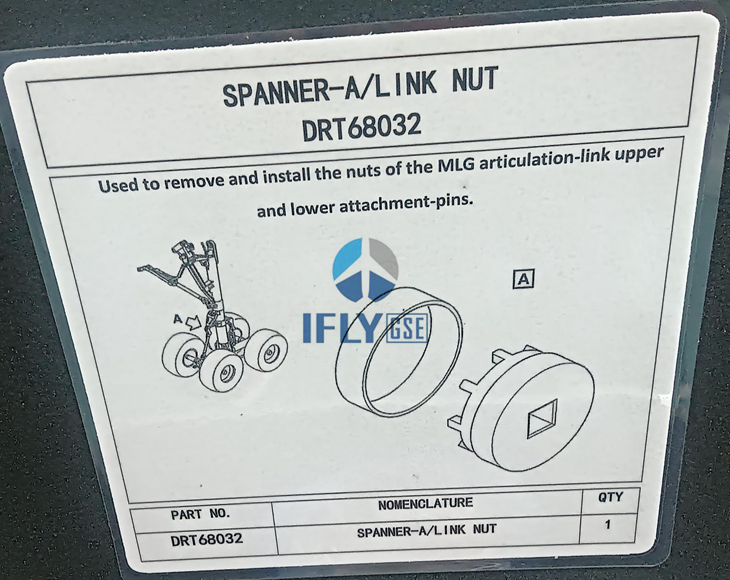 SPANNER-A/LINK NUT
DRT68032
Used to remove and install the nuts of the MLG articulation-link upper
and lower attachment-pins.
A
A
IFLY GSE
PART NO. NOMENCLATURE QTY
DRT68032 SPANNER-A/LINK NUT 1